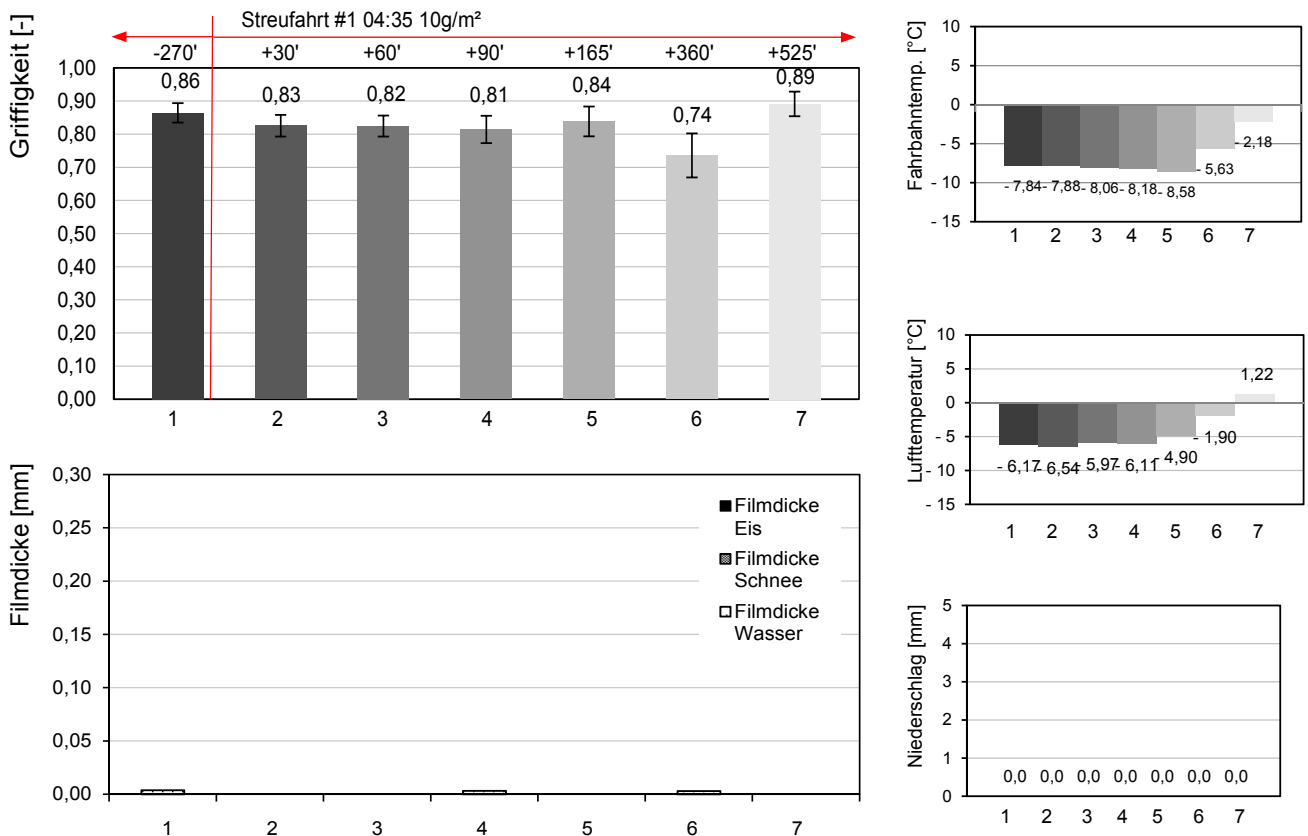 Streufahrt #1 04:35 10g/m²
-270' +30' +60' +90' +165' +360' +525'
Griffigkeit [-]
1,00
0,90
0,80
0,70
0,60
0,50
0,40
0,30
0,20
0,10
0,00
0,86 0,83 0,82 0,81 0,84 0,74 0,89
1 2 3 4 5 6 7
Filmdicke [mm]
0,30
0,25
0,20
0,15
0,10
0,05
0,00
Filmdicke
Eis
Filmdicke
Schnee
Filmdicke
Wasser
1 2 3 4 5 6 7
Fahrbahntemp. [°C]
10
5
0
- 5
- 10
- 15
- 7,84 - 7,88 - 8,06 - 8,18 - 8,58 - 5,63 - 2,18
1 2 3 4 5 6 7
Lufttemperatur [°C]
10
5
0
- 5
- 10
- 15
- 6,17 - 6,54 - 5,97 - 6,11 - 4,90 - 1,90 1,22
1 2 3 4 5 6 7
Niederschlag [mm]
5
4
3
2
1
0
0,0 0,0 0,0 0,0 0,0 0,0 0,0
1 2 3 4 5 6 7